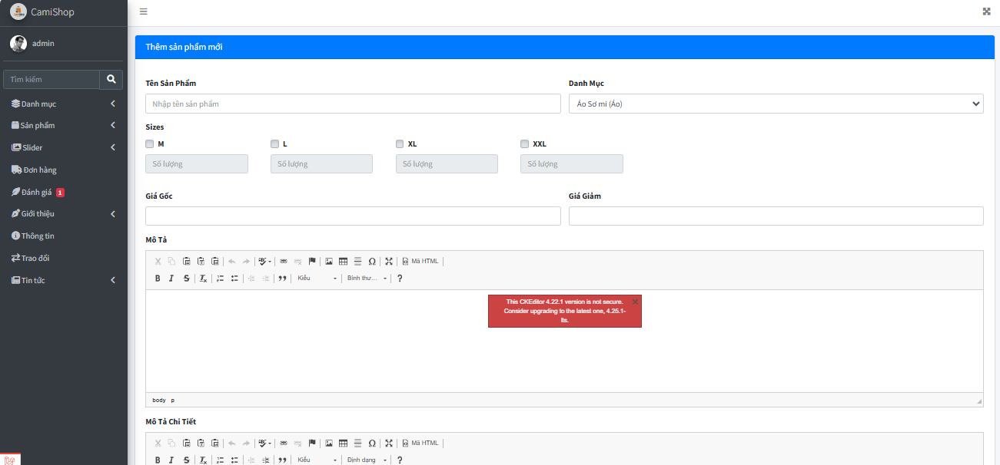 CamiShop
admin
Tìm kiếm
Danh mục
Sản phẩm
Slider
Đơn hàng
Đánh giá 1
Giới thiệu
Thông tin
Trao đổi
Tin tức
Thêm sản phẩm mới
Tên Sản Phẩm
Nhập tên sản phẩm
Danh Mục
Áo Sơ mi (Áo)
Sizes
M L XL XXL
Số lượng Số lượng Số lượng Số lượng
Giá Gốc
Giá Giảm
Mô Tả
Mã HTML
B I S Kiểu Bình thư... ?
This CKEditor 4.22.1 version is not secure.
Consider upgrading to the latest one, 4.25.1-
lts.
body p
Mô Tả Chi Tiết
Mã HTML
B I S Kiểu Định dạng ?